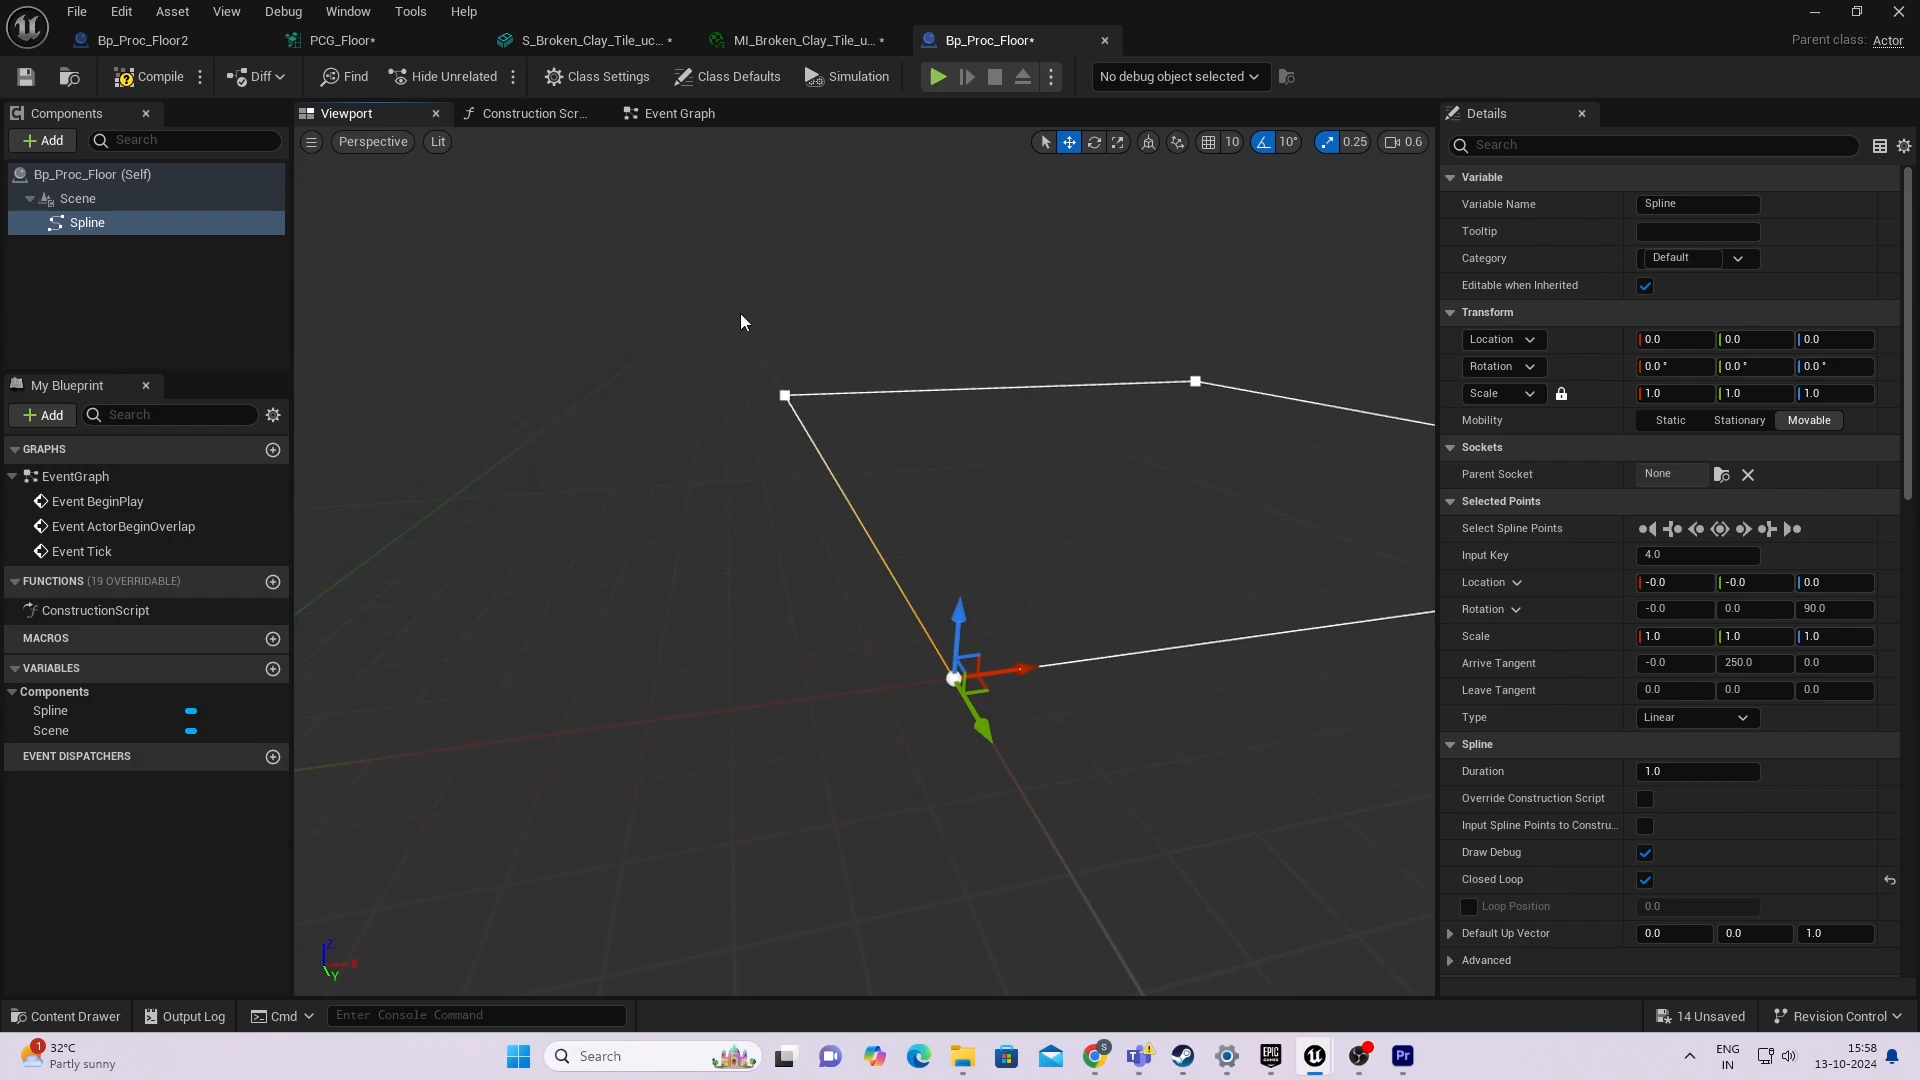 File Edit Asset View Debug Window Tools Help
Bp_Proc_Floor2 PCG_Floor* S_Broken_Clay_Tile_uc... * MI_Broken_Clay_Tile_u... * Bp_Proc_Floor* Parent class: Actor
Compile Diff Find Hide Unrelated Class Settings Class Defaults Simulation No debug object selected
Components Viewport Construction Scr... Event Graph Details
Add Search Perspective Lit 10 10° 0.25 0.6 Search
Bp_Proc_Floor (Self)
Scene
Spline
My Blueprint
Add Search
GRAPHS
EventGraph
Event BeginPlay
Event ActorBeginOverlap
Event Tick
FUNCTIONS (19 OVERRIDABLE)
ConstructionScript
MACROS
VARIABLES
Components
Spline
Scene
EVENT DISPATCHERS
Z
X
Y
Variable
Variable Name Spline
Tooltip
Category Default
Editable when Inherited
Transform
Location 0.0 0.0 0.0
Rotation 0.0 ° 0.0 ° 0.0 °
Scale 1.0 1.0 1.0
Mobility Static Stationary Movable
Sockets
Parent Socket None
Selected Points
Select Spline Points
Input Key 4.0
Location -0.0 -0.0 0.0
Rotation -0.0 0.0 90.0
Scale 1.0 1.0 1.0
Arrive Tangent -0.0 250.0 0.0
Leave Tangent 0.0 0.0 0.0
Type Linear
Spline
Duration 1.0
Override Construction Script
Input Spline Points to Constru...
Draw Debug
Closed Loop
Loop Position 0.0
Default Up Vector 0.0 0.0 1.0
Advanced
Content Drawer Output Log Cmd Enter Console Command 14 Unsaved Revision Control
1 32°C
Partly sunny
Search
S
EPIC
GAMES
Pr
ENG
IN
15:58
13-10-2024